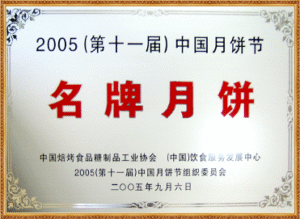 2005(第十一届)中国月饼节
名牌月饼
中国焙烤食品糖制品工业协会 (中国)饮食服务发展中心
2005(第十一届)中国月饼节组织委员会
二〇〇五年九月六日